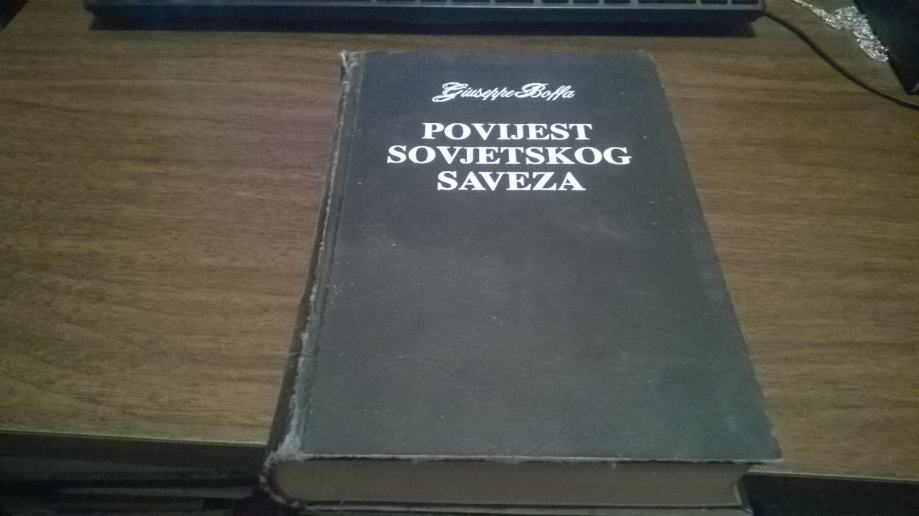 Giuseppe Boffa
POVIJEST
SOVJETSKOG
SAVEZA